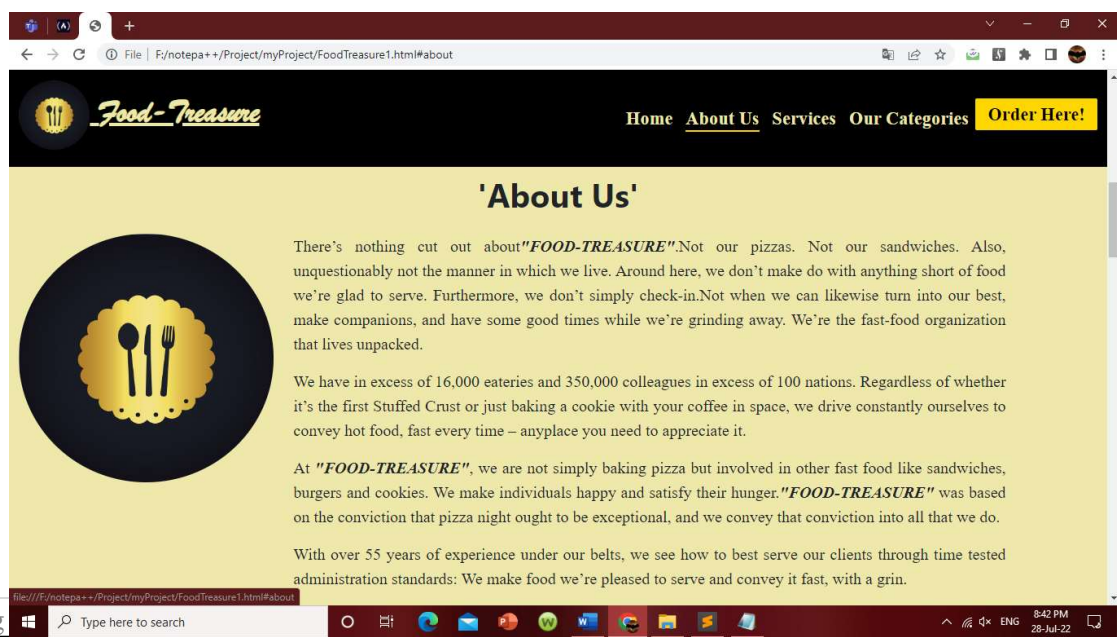 File F:/notepa++/Project/myProject/FoodTreasure1.html#about
Food-Treasure
Home About Us Services Our Categories Order Here!
'About Us'
There's nothing cut out about"FOOD-TREASURE".Not our pizzas. Not our sandwiches. Also,
unquestionably not the manner in which we live. Around here, we don't make do with anything short of food
we're glad to serve. Furthermore, we don't simply check-in.Not when we can likewise turn into our best,
make companions, and have some good times while we're grinding away. We're the fast-food organization
that lives unpacked.
We have in excess of 16,000 eateries and 350,000 colleagues in excess of 100 nations. Regardless of whether
it's the first Stuffed Crust or just baking a cookie with your coffee in space, we drive constantly ourselves to
convey hot food, fast every time – anyplace you need to appreciate it.
At "FOOD-TREASURE", we are not simply baking pizza but involved in other fast food like sandwiches,
burgers and cookies. We make individuals happy and satisfy their hunger."FOOD-TREASURE" was based
on the conviction that pizza night ought to be exceptional, and we convey that conviction into all that we do.
With over 55 years of experience under our belts, we see how to best serve our clients through time tested
administration standards: We make food we're pleased to serve and convey it fast, with a grin.
file:///F:/notepa++/Project/myProject/FoodTreasure1.html#about
Type here to search
ENG
8:42 PM
28-Jul-22